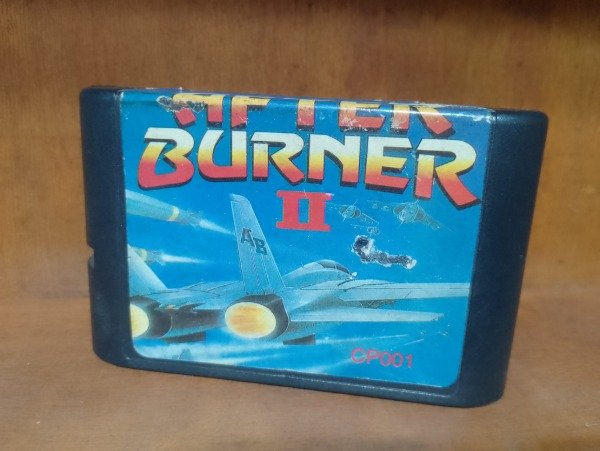 AFTER
BURNER
II
AB
CP001